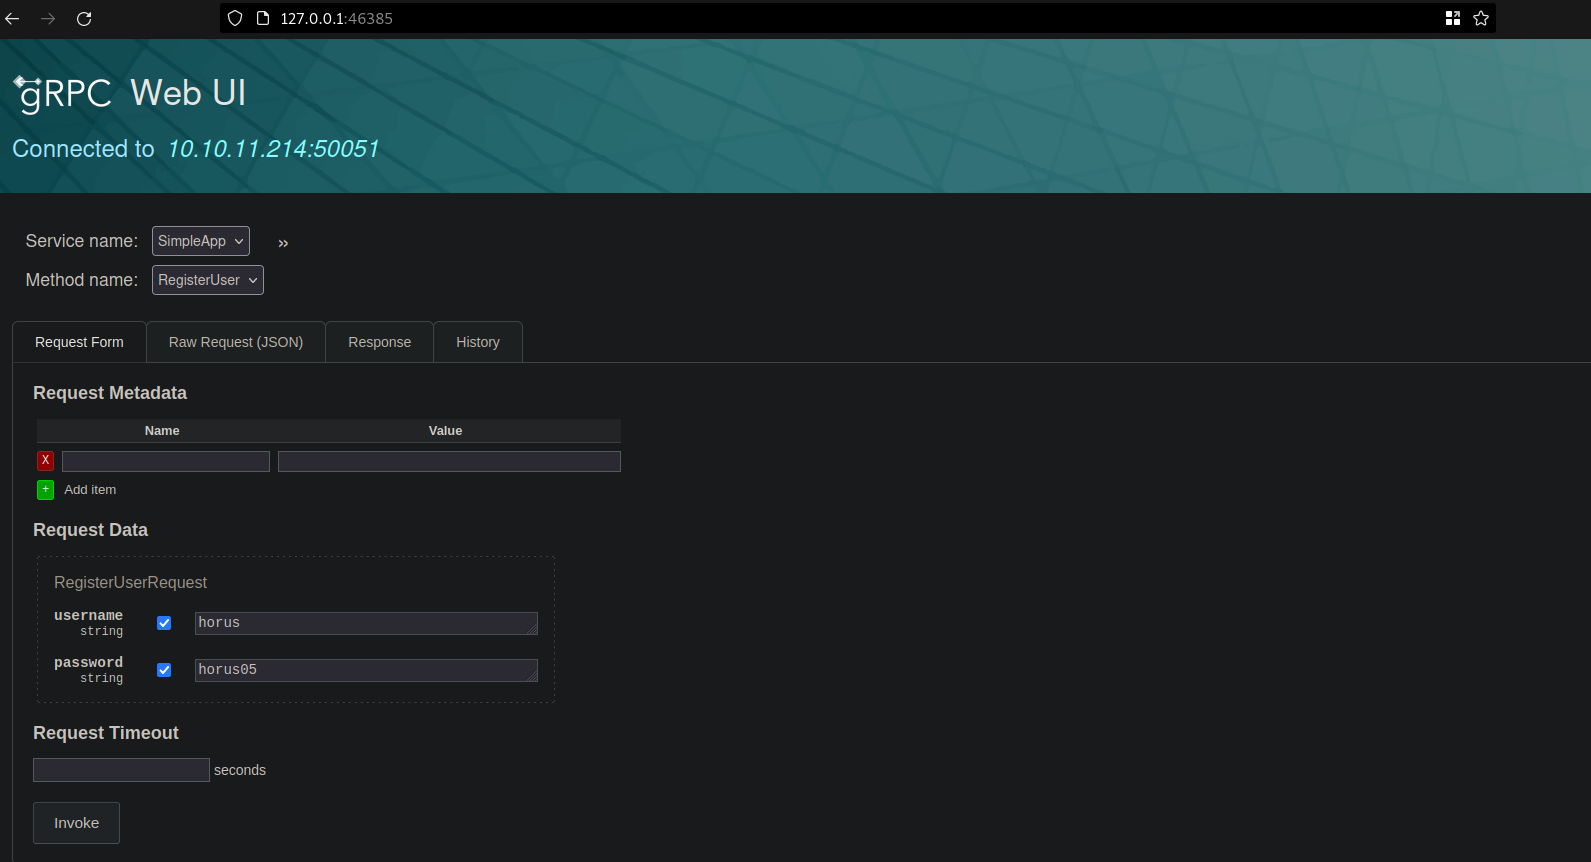 127.0.0.1:46385
gRPC Web UI
Connected to 10.10.11.214:50051
Service name: SimpleApp »
Method name: RegisterUser
Request Form Raw Request (JSON) Response History
Request Metadata
Name Value
X
+ Add item
Request Data
RegisterUserRequest
username horus
string
password horus05
string
Request Timeout
seconds
Invoke